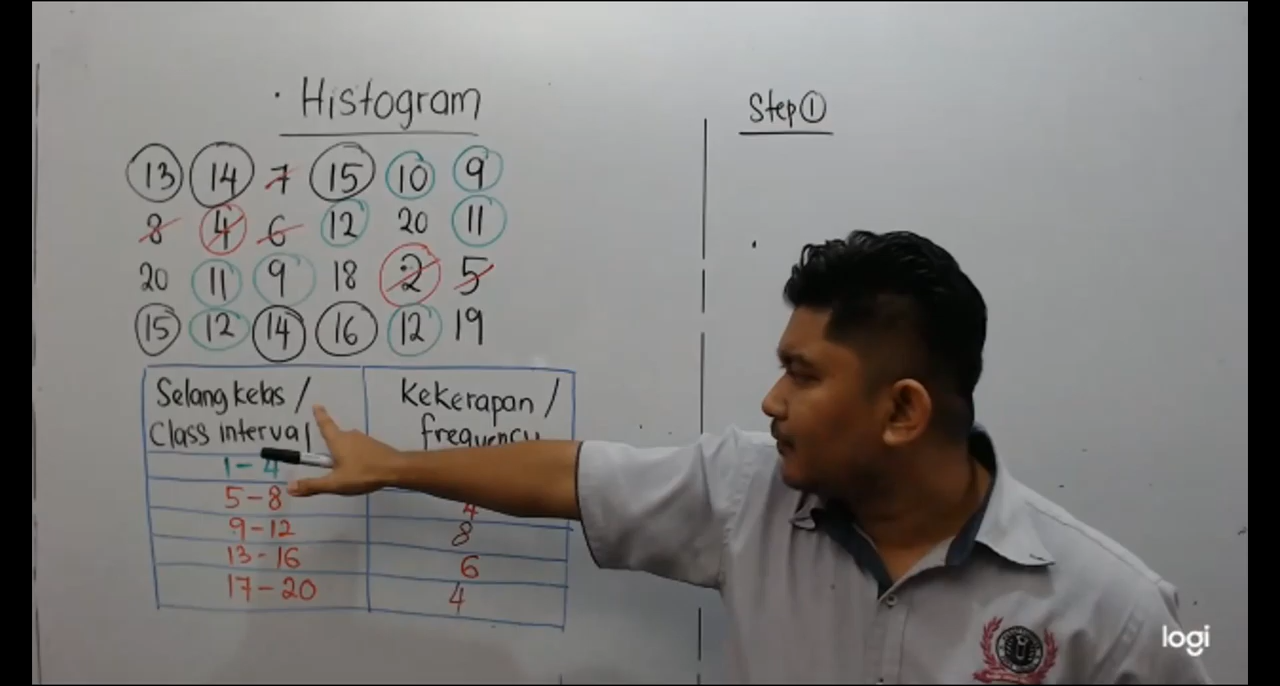 · Histogram
Step ①
13 14 7 15 10 9
8 4 6 12 20 11
20 11 9 18 2 5
15 12 14 16 12 19
Selang kelas / Kekerapan /
Class interval frequency
1-4
5-8 4
9-12 8
13-16 6
17-20 4
logi